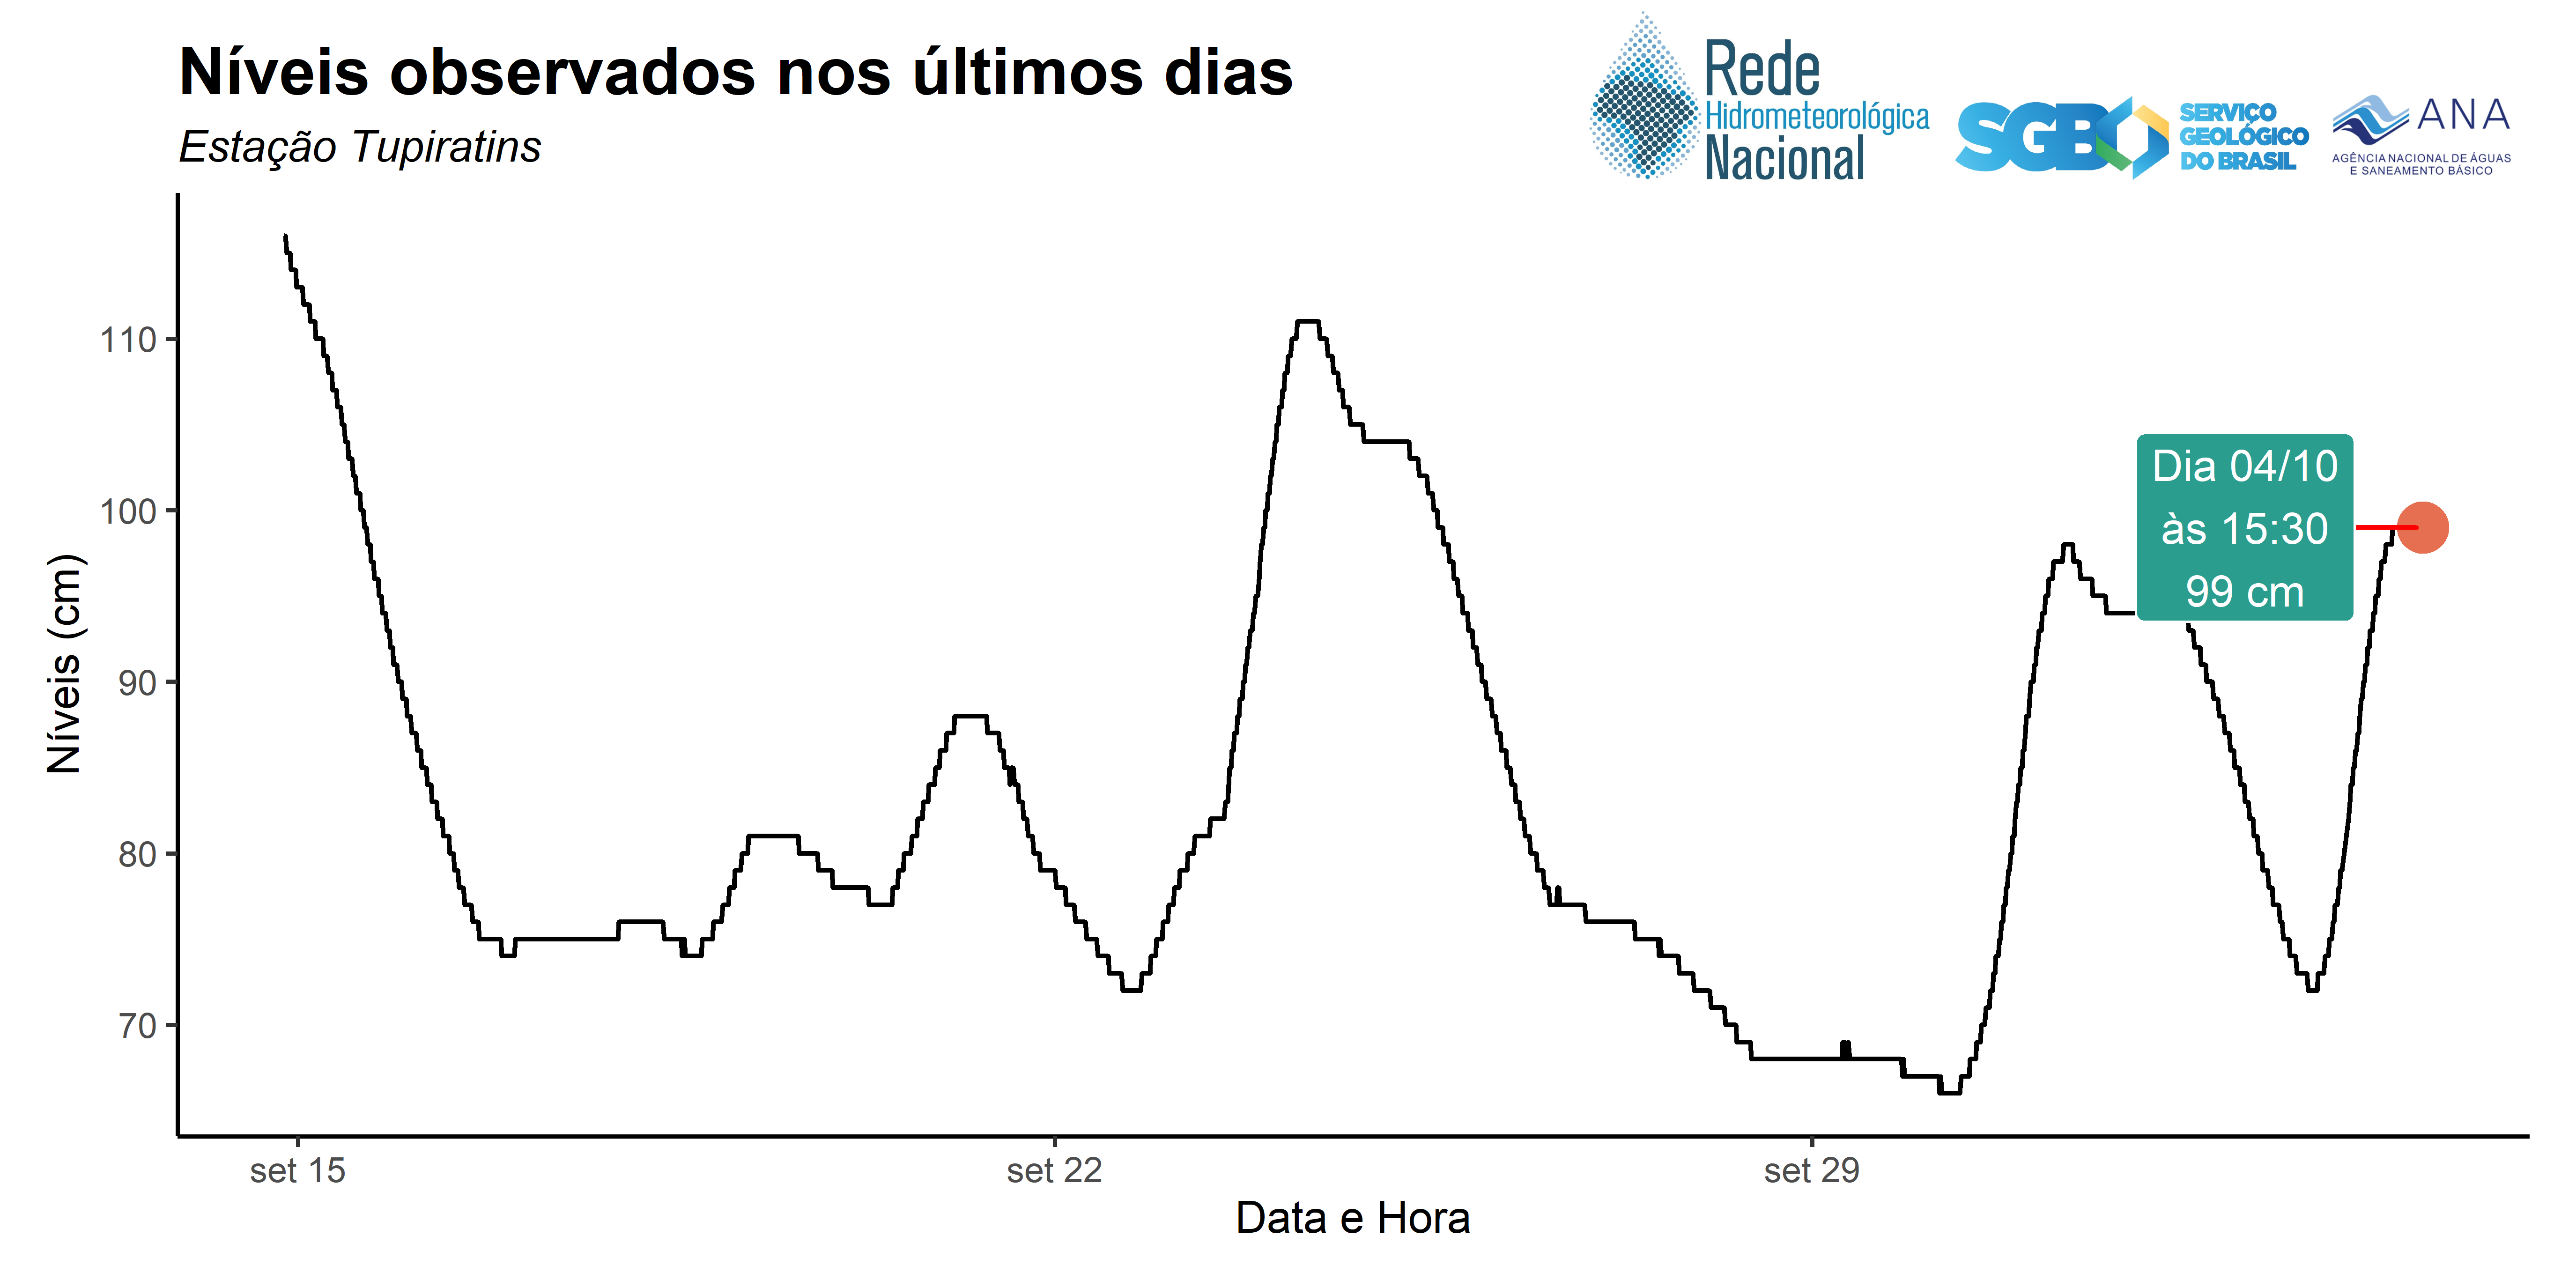 Níveis observados nos últimos dias
Estação Tupiratins
Rede
Hidrometeorológica
Nacional
SGB
SERVIÇO
GEOLÓGICO
DO BRASIL
ANA
AGÊNCIA NACIONAL DE ÁGUAS
E SANEAMENTO BÁSICO
Níveis (cm)
110
100
90
80
70
Dia 04/10
às 15:30
99 cm
set 15
set 22
set 29
Data e Hora